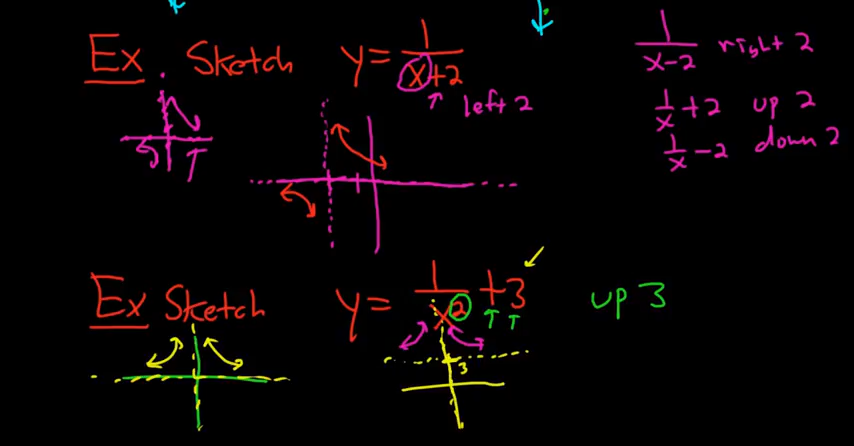 Ex Sketch y = 1/(x+2)
left 2
1/(x-2) right 2
1/x + 2 up 2
1/x - 2 down 2
Ex Sketch y = 1/x² + 3 up 3
3